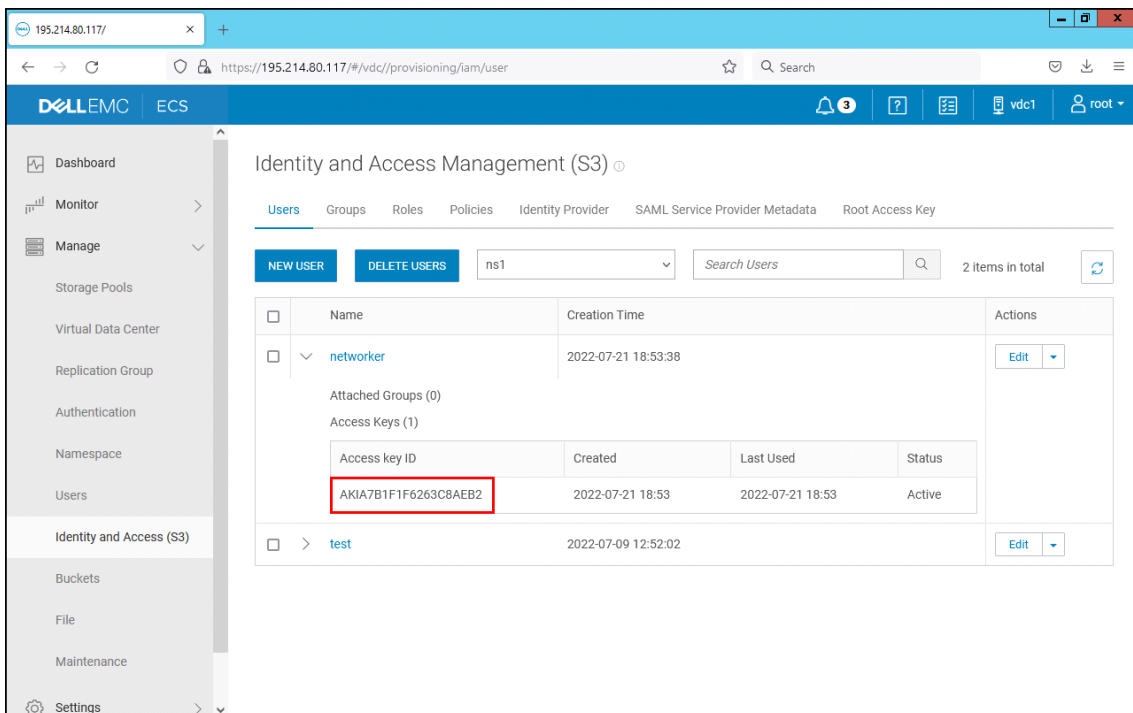 195.214.80.117/
https://195.214.80.117/#/vdc//provisioning/iam/user
Search
DELLEMC ECS
3
?
vdc1
root
Dashboard
Monitor
Manage
Storage Pools
Virtual Data Center
Replication Group
Authentication
Namespace
Users
Identity and Access (S3)
Buckets
File
Maintenance
Settings
Identity and Access Management (S3)
Users Groups Roles Policies Identity Provider SAML Service Provider Metadata Root Access Key
NEW USER DELETE USERS ns1 Search Users 2 items in total
Name Creation Time Actions
networker 2022-07-21 18:53:38 Edit
Attached Groups (0)
Access Keys (1)
Access key ID Created Last Used Status
AKIA7B1F1F6263C8AEB2 2022-07-21 18:53 2022-07-21 18:53 Active
test 2022-07-09 12:52:02 Edit